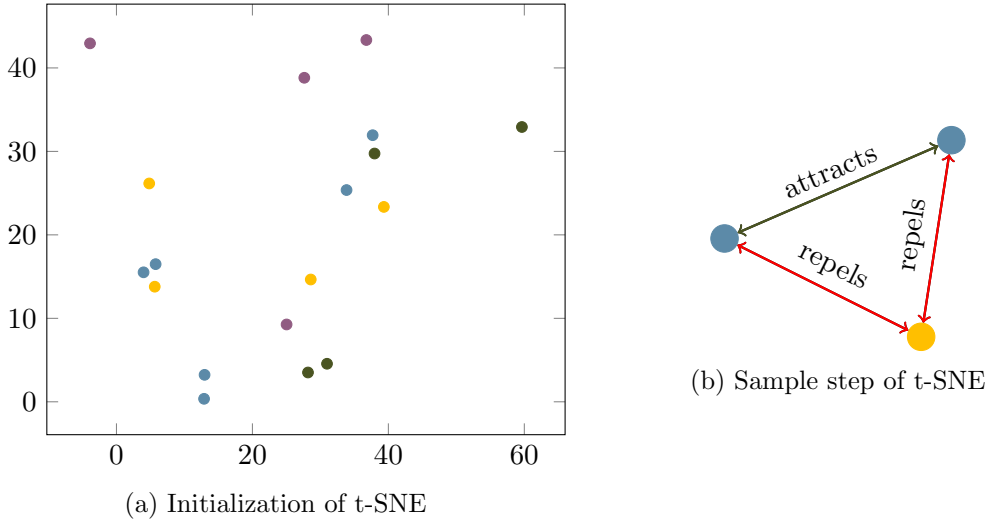 40
30
20
10
0
0 20 40 60
(a) Initialization of t-SNE
attracts
repels
repels
(b) Sample step of t-SNE